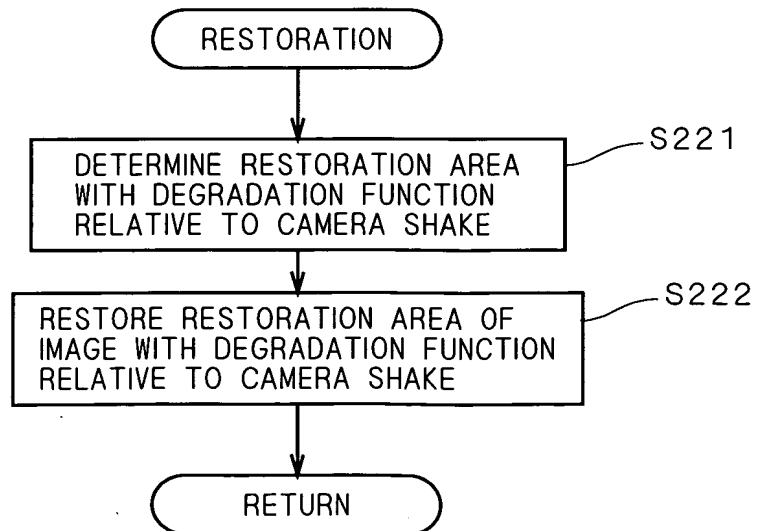 RESTORATION
S221
DETERMINE RESTORATION AREA
WITH DEGRADATION FUNCTION
RELATIVE TO CAMERA SHAKE
S222
RESTORE RESTORATION AREA OF
IMAGE WITH DEGRADATION FUNCTION
RELATIVE TO CAMERA SHAKE
RETURN